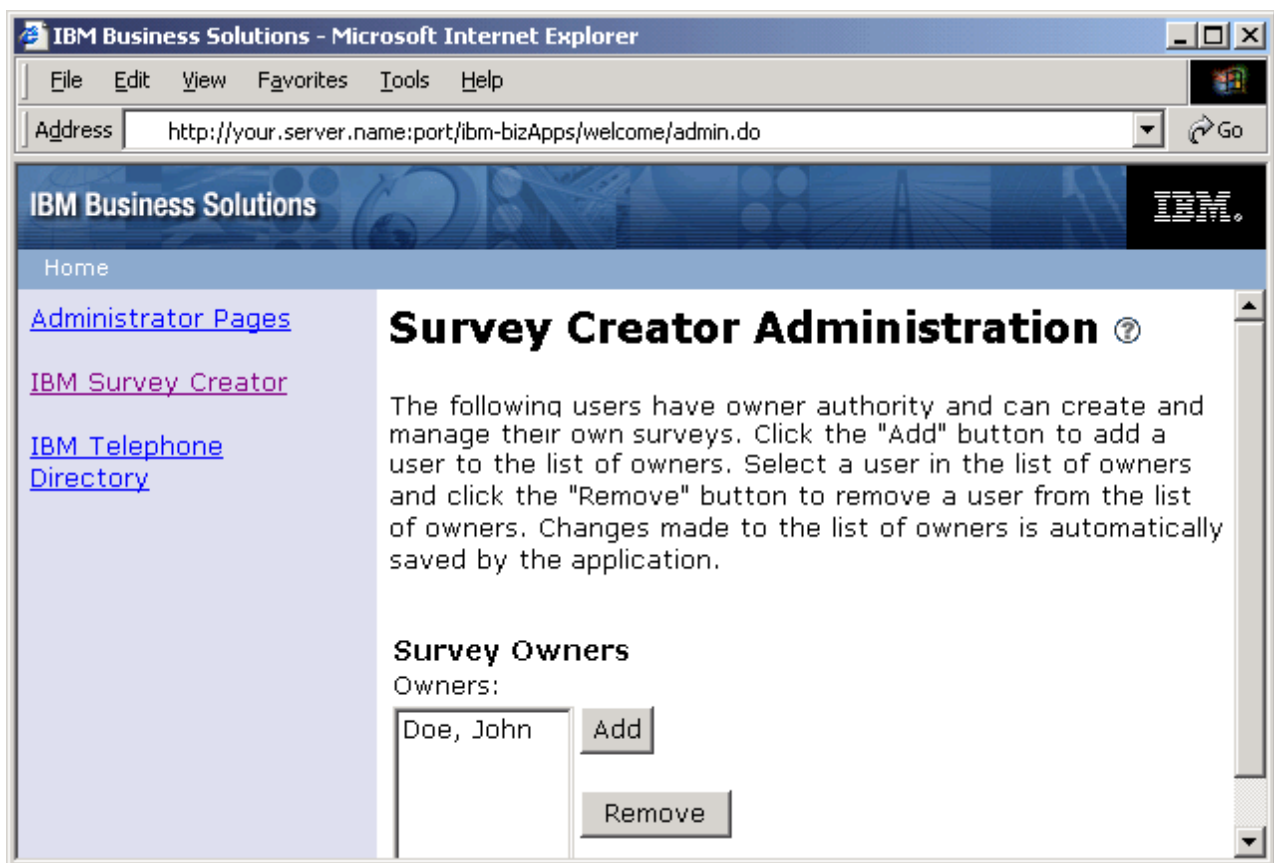 IBM Business Solutions - Microsoft Internet Explorer
File Edit View Favorites Tools Help
Address http://your.server.name:port/ibm-bizApps/welcome/admin.do Go
IBM Business Solutions
IBM.
Home
Administrator Pages
IBM Survey Creator
IBM Telephone
Directory
Survey Creator Administration ?
The following users have owner authority and can create and
manage their own surveys. Click the "Add" button to add a
user to the list of owners. Select a user in the list of owners
and click the "Remove" button to remove a user from the list
of owners. Changes made to the list of owners is automatically
saved by the application.
Survey Owners
Owners:
Doe, John
Add
Remove